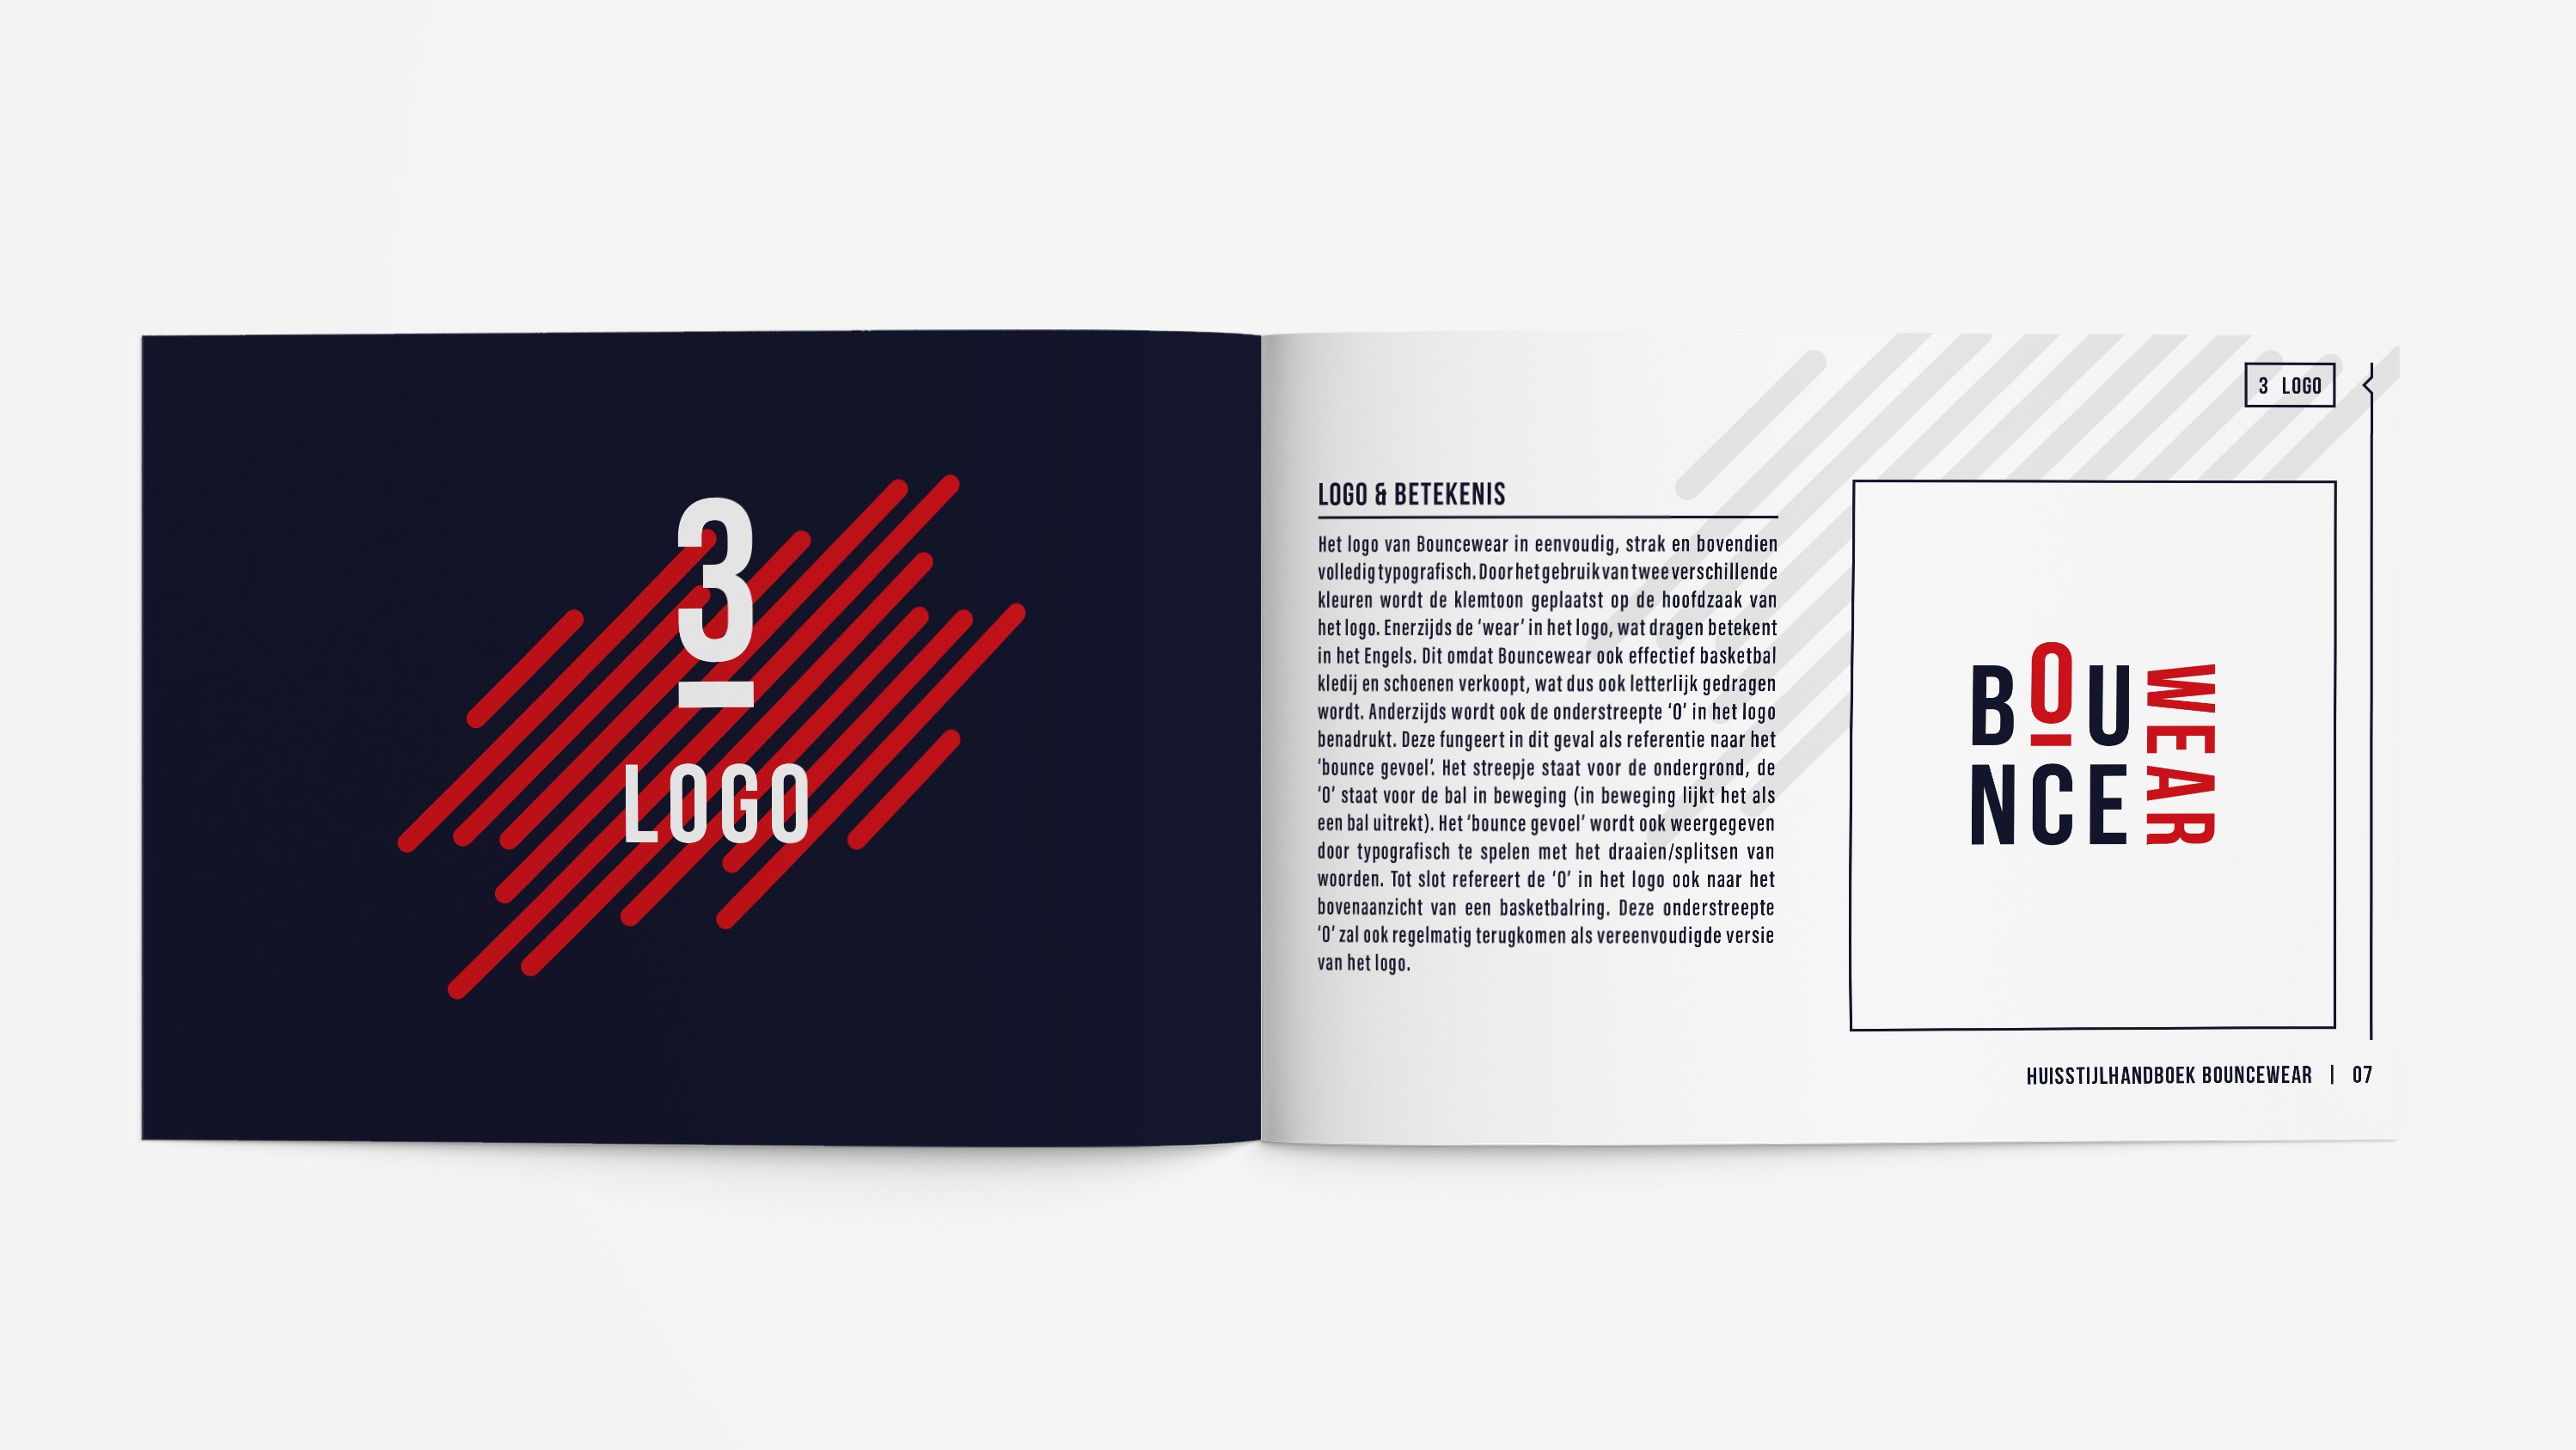 3
LOGO
3 LOGO
LOGO & BETEKENIS
Het logo van Bouncewear in eenvoudig, strak en bovendien
volledig typografisch. Door het gebruik van twee verschillende
kleuren wordt de klemtoon geplaatst op de hoofdzaak van
het logo. Enerzijds de ‘wear’ in het logo, wat dragen betekent
in het Engels. Dit omdat Bouncewear ook effectief basketbal
kledij en schoenen verkoopt, wat dus ook letterlijk gedragen
wordt. Anderzijds wordt ook de onderstreepte ‘O’ in het logo
benadrukt. Deze fungeert in dit geval als referentie naar het
‘bounce gevoel’. Het streepje staat voor de ondergrond, de
‘O’ staat voor de bal in beweging (in beweging lijkt het als
een bal uitrekt). Het ‘bounce gevoel’ wordt ook weergegeven
door typografisch te spelen met het draaien/splitsen van
woorden. Tot slot refereert de ‘O’ in het logo ook naar het
bovenaanzicht van een basketbalring. Deze onderstreepte
‘O’ zal ook regelmatig terugkomen als vereenvoudigde versie
van het logo.
BOU
NCE
WEAR
HUISSTIJLHANDBOEK BOUNCEWEAR | 07